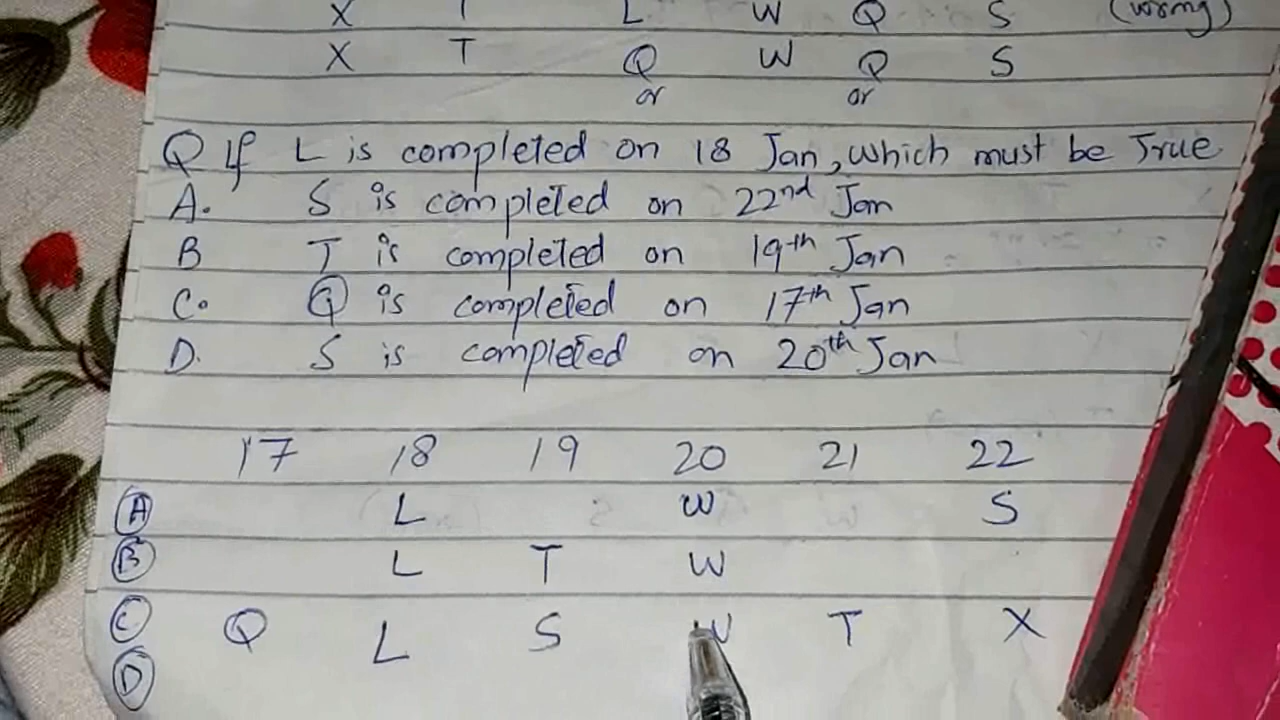 X T L W Q S (wrong)
X T Q W Q S
or or
Q If L is completed on 18 Jan, which must be True
A. S is completed on 22nd Jan
B T is completed on 19th Jan
C. Q is completed on 17th Jan
D. S is completed on 20th Jan
17 18 19 20 21 22
A L W S
B L T W
C Q L S W T X
D